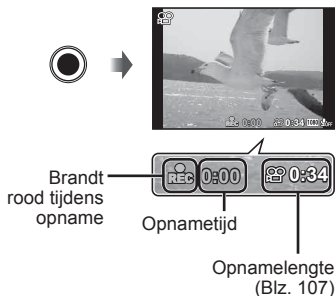 REC 0:00 0:34 1080 OFF
REC 0:00 0:34
Brandt
rood tijdens
opname
Opnametijd
Opnamelengte
(Blz. 107)